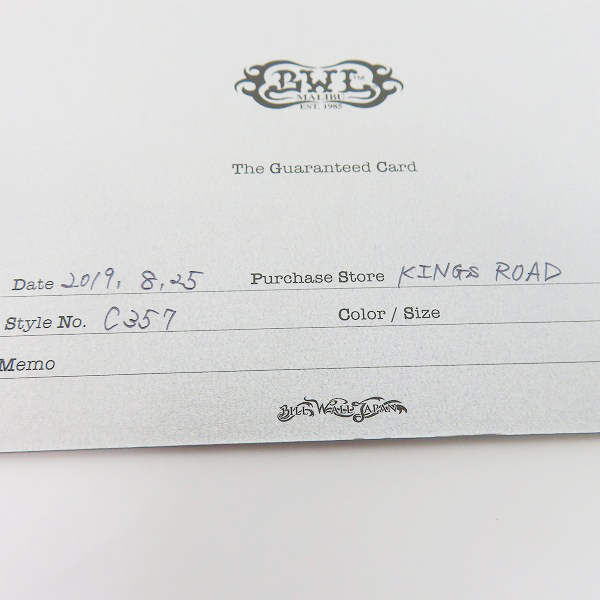 BWL™
MALIBU
EST. 1985
The Guaranteed Card
Date 2019. 8. 25 Purchase Store KINGS ROAD
Style No. C357 Color / Size
Memo
BILL WALL JAPAN